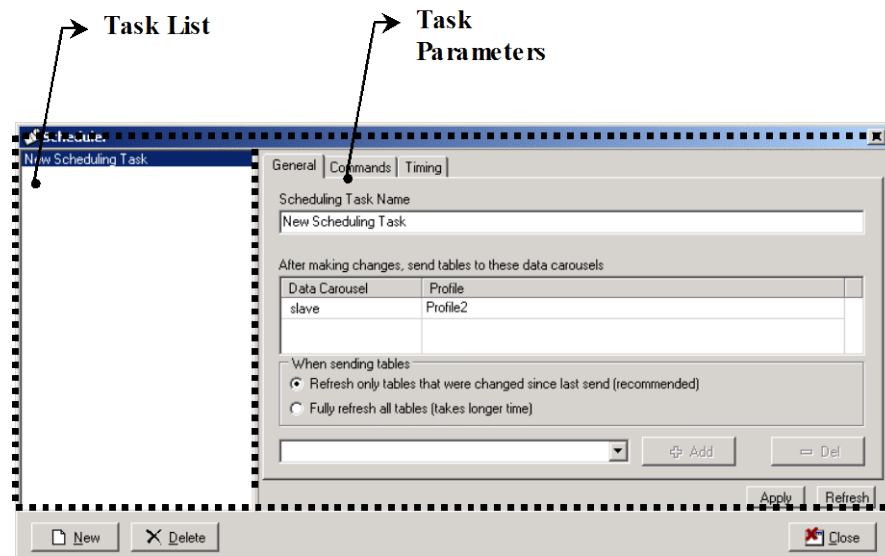 Task List
Task
Parameters
Schedule.
New Scheduling Task
General Commands Timing
Scheduling Task Name
New Scheduling Task
After making changes, send tables to these data carousels
Data Carousel Profile
slave Profile2
When sending tables
Refresh only tables that were changed since last send (recommended)
Fully refresh all tables (takes longer time)
Add Del
Apply Refresh
New Delete Close